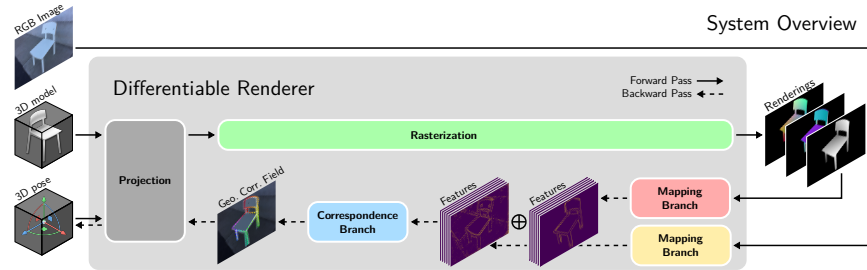 System Overview
RGB Image
Differentiable Renderer
Forward Pass
Backward Pass
3D model
Renderings
Rasterization
Projection
3D pose
Geo. Corr. Field
Correspondence
Branch
Features
Features
Mapping
Branch
Mapping
Branch